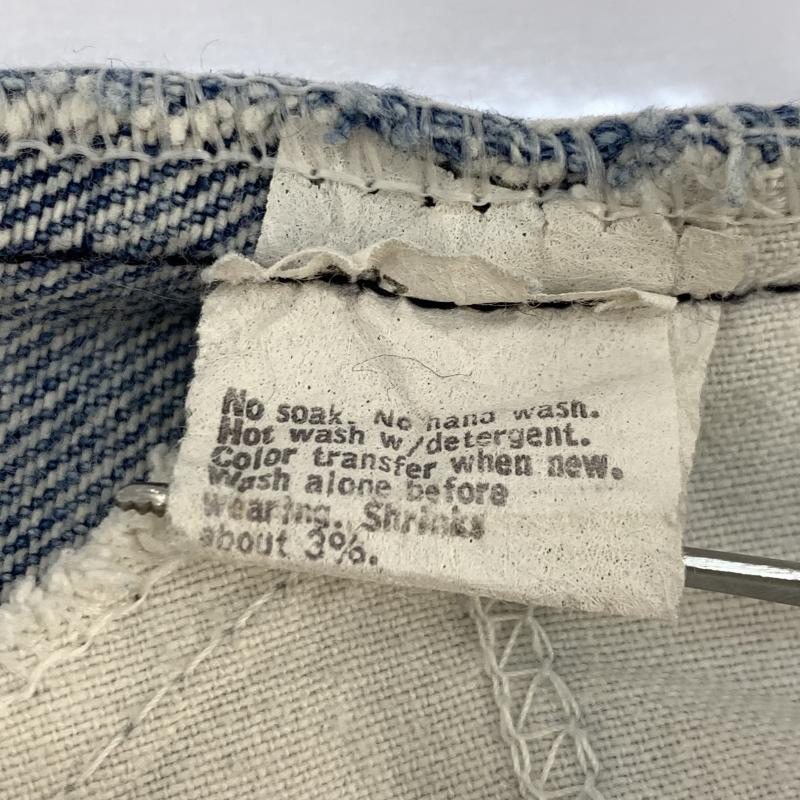 No soak. No hand wash.
Hot wash w/detergent.
Color transfer when new.
Wash alone before
wearing. Shrinks
about 3%.